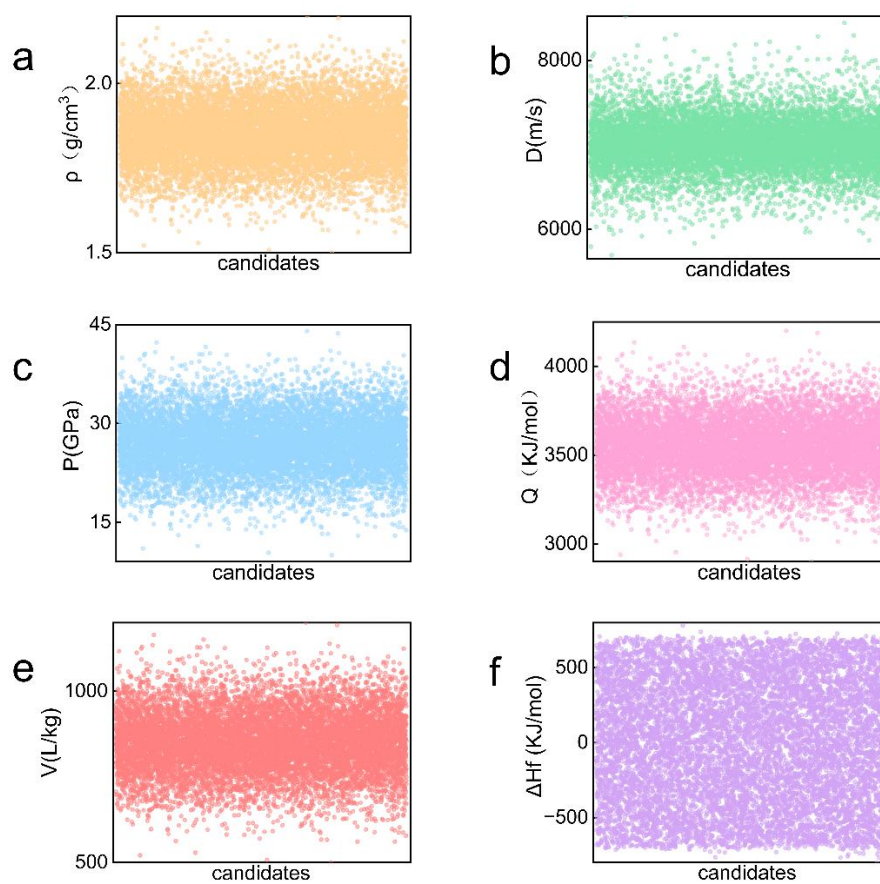 a
2.0
1.5
ρ（g/cm³）
candidates
b
8000
6000
D(m/s)
candidates
c
45
30
15
P(GPa)
candidates
d
4000
3500
3000
Q（KJ/mol）
candidates
e
1000
500
V(L/kg)
candidates
f
500
0
−500
ΔHf (KJ/mol)
candidates